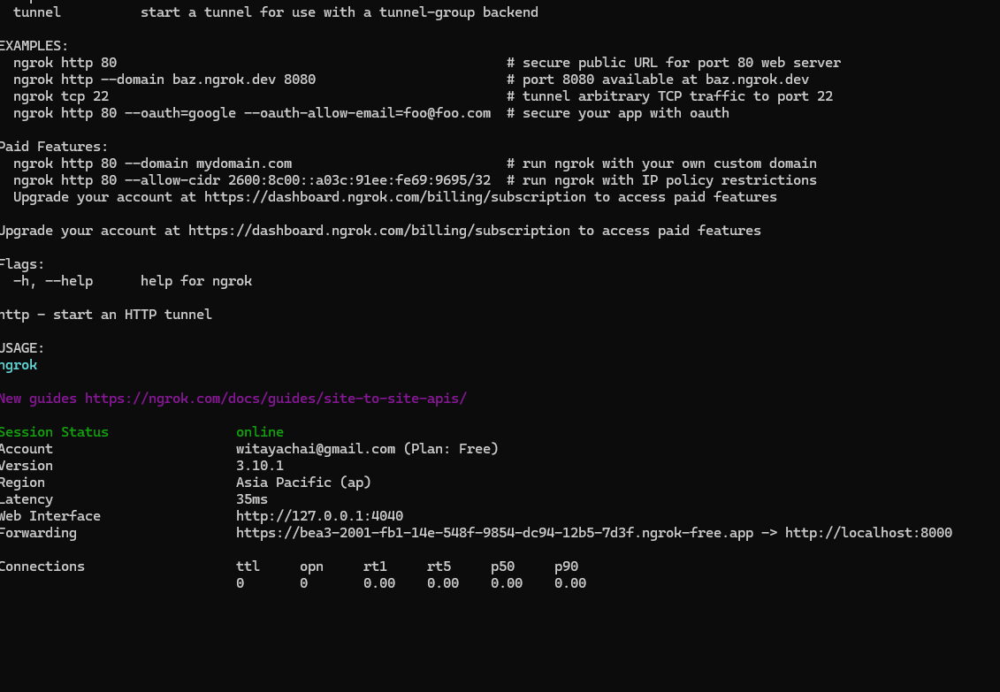 tunnel          start a tunnel for use with a tunnel-group backend
EXAMPLES:
  ngrok http 80                                                 # secure public URL for port 80 web server
  ngrok http --domain baz.ngrok.dev 8080                        # port 8080 available at baz.ngrok.dev
  ngrok tcp 22                                                  # tunnel arbitrary TCP traffic to port 22
  ngrok http 80 --oauth=google --oauth-allow-email=foo@foo.com  # secure your app with oauth
Paid Features:
  ngrok http 80 --domain mydomain.com                           # run ngrok with your own custom domain
  ngrok http 80 --allow-cidr 2600:8c00::a03c:91ee:fe69:9695/32  # run ngrok with IP policy restrictions
  Upgrade your account at https://dashboard.ngrok.com/billing/subscription to access paid features
Upgrade your account at https://dashboard.ngrok.com/billing/subscription to access paid features
Flags:
  -h, --help      help for ngrok
http - start an HTTP tunnel
USAGE:
ngrok
New guides https://ngrok.com/docs/guides/site-to-site-apis/
Session Status                online
Account                       witayachai@gmail.com (Plan: Free)
Version                       3.10.1
Region                        Asia Pacific (ap)
Latency                       35ms
Web Interface                 http://127.0.0.1:4040
Forwarding                    https://bea3-2001-fb1-14e-548f-9854-dc94-12b5-7d3f.ngrok-free.app -> http://localhost:8000
Connections                   ttl     opn     rt1     rt5     p50     p90
                              0       0       0.00    0.00    0.00    0.00